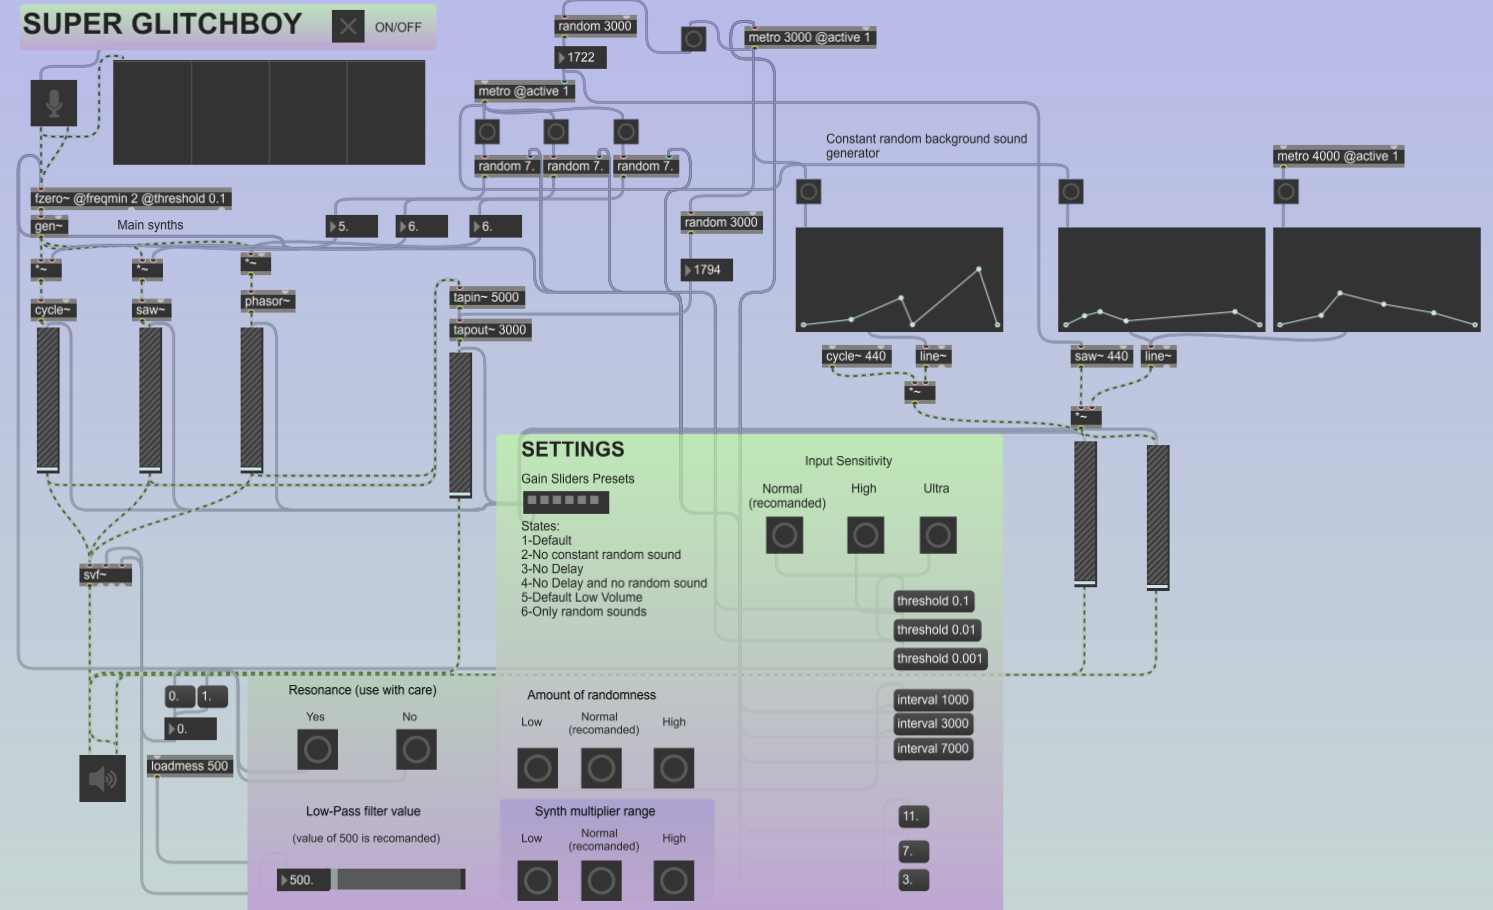 SUPER GLITCHBOY
ON/OFF
random 3000
1722
metro 3000 @active 1
metro @active 1
random 7.
random 7.
random 7.
Constant random background sound
generator
metro 4000 @active 1
fzero~ @freqmin 2 @threshold 0.1
gen~
Main synths
5.
6.
6.
random 3000
1794
*~
*~
*~
cycle~
saw~
phasor~
tapin~ 5000
tapout~ 3000
cycle~ 440
line~
*~
saw~ 440
line~
*~
SETTINGS
Gain Sliders Presets
States:
1-Default
2-No constant random sound
3-No Delay
4-No Delay and no random sound
5-Default Low Volume
6-Only random sounds
Input Sensitivity
Normal
(recomanded)
High
Ultra
threshold 0.1
threshold 0.01
threshold 0.001
svf~
0.
1.
0.
loadmess 500
Resonance (use with care)
Yes
No
Low-Pass filter value
(value of 500 is recomanded)
500.
Amount of randomness
Low
Normal
(recomanded)
High
interval 1000
interval 3000
interval 7000
Synth multiplier range
Low
Normal
(recomanded)
High
11.
7.
3.